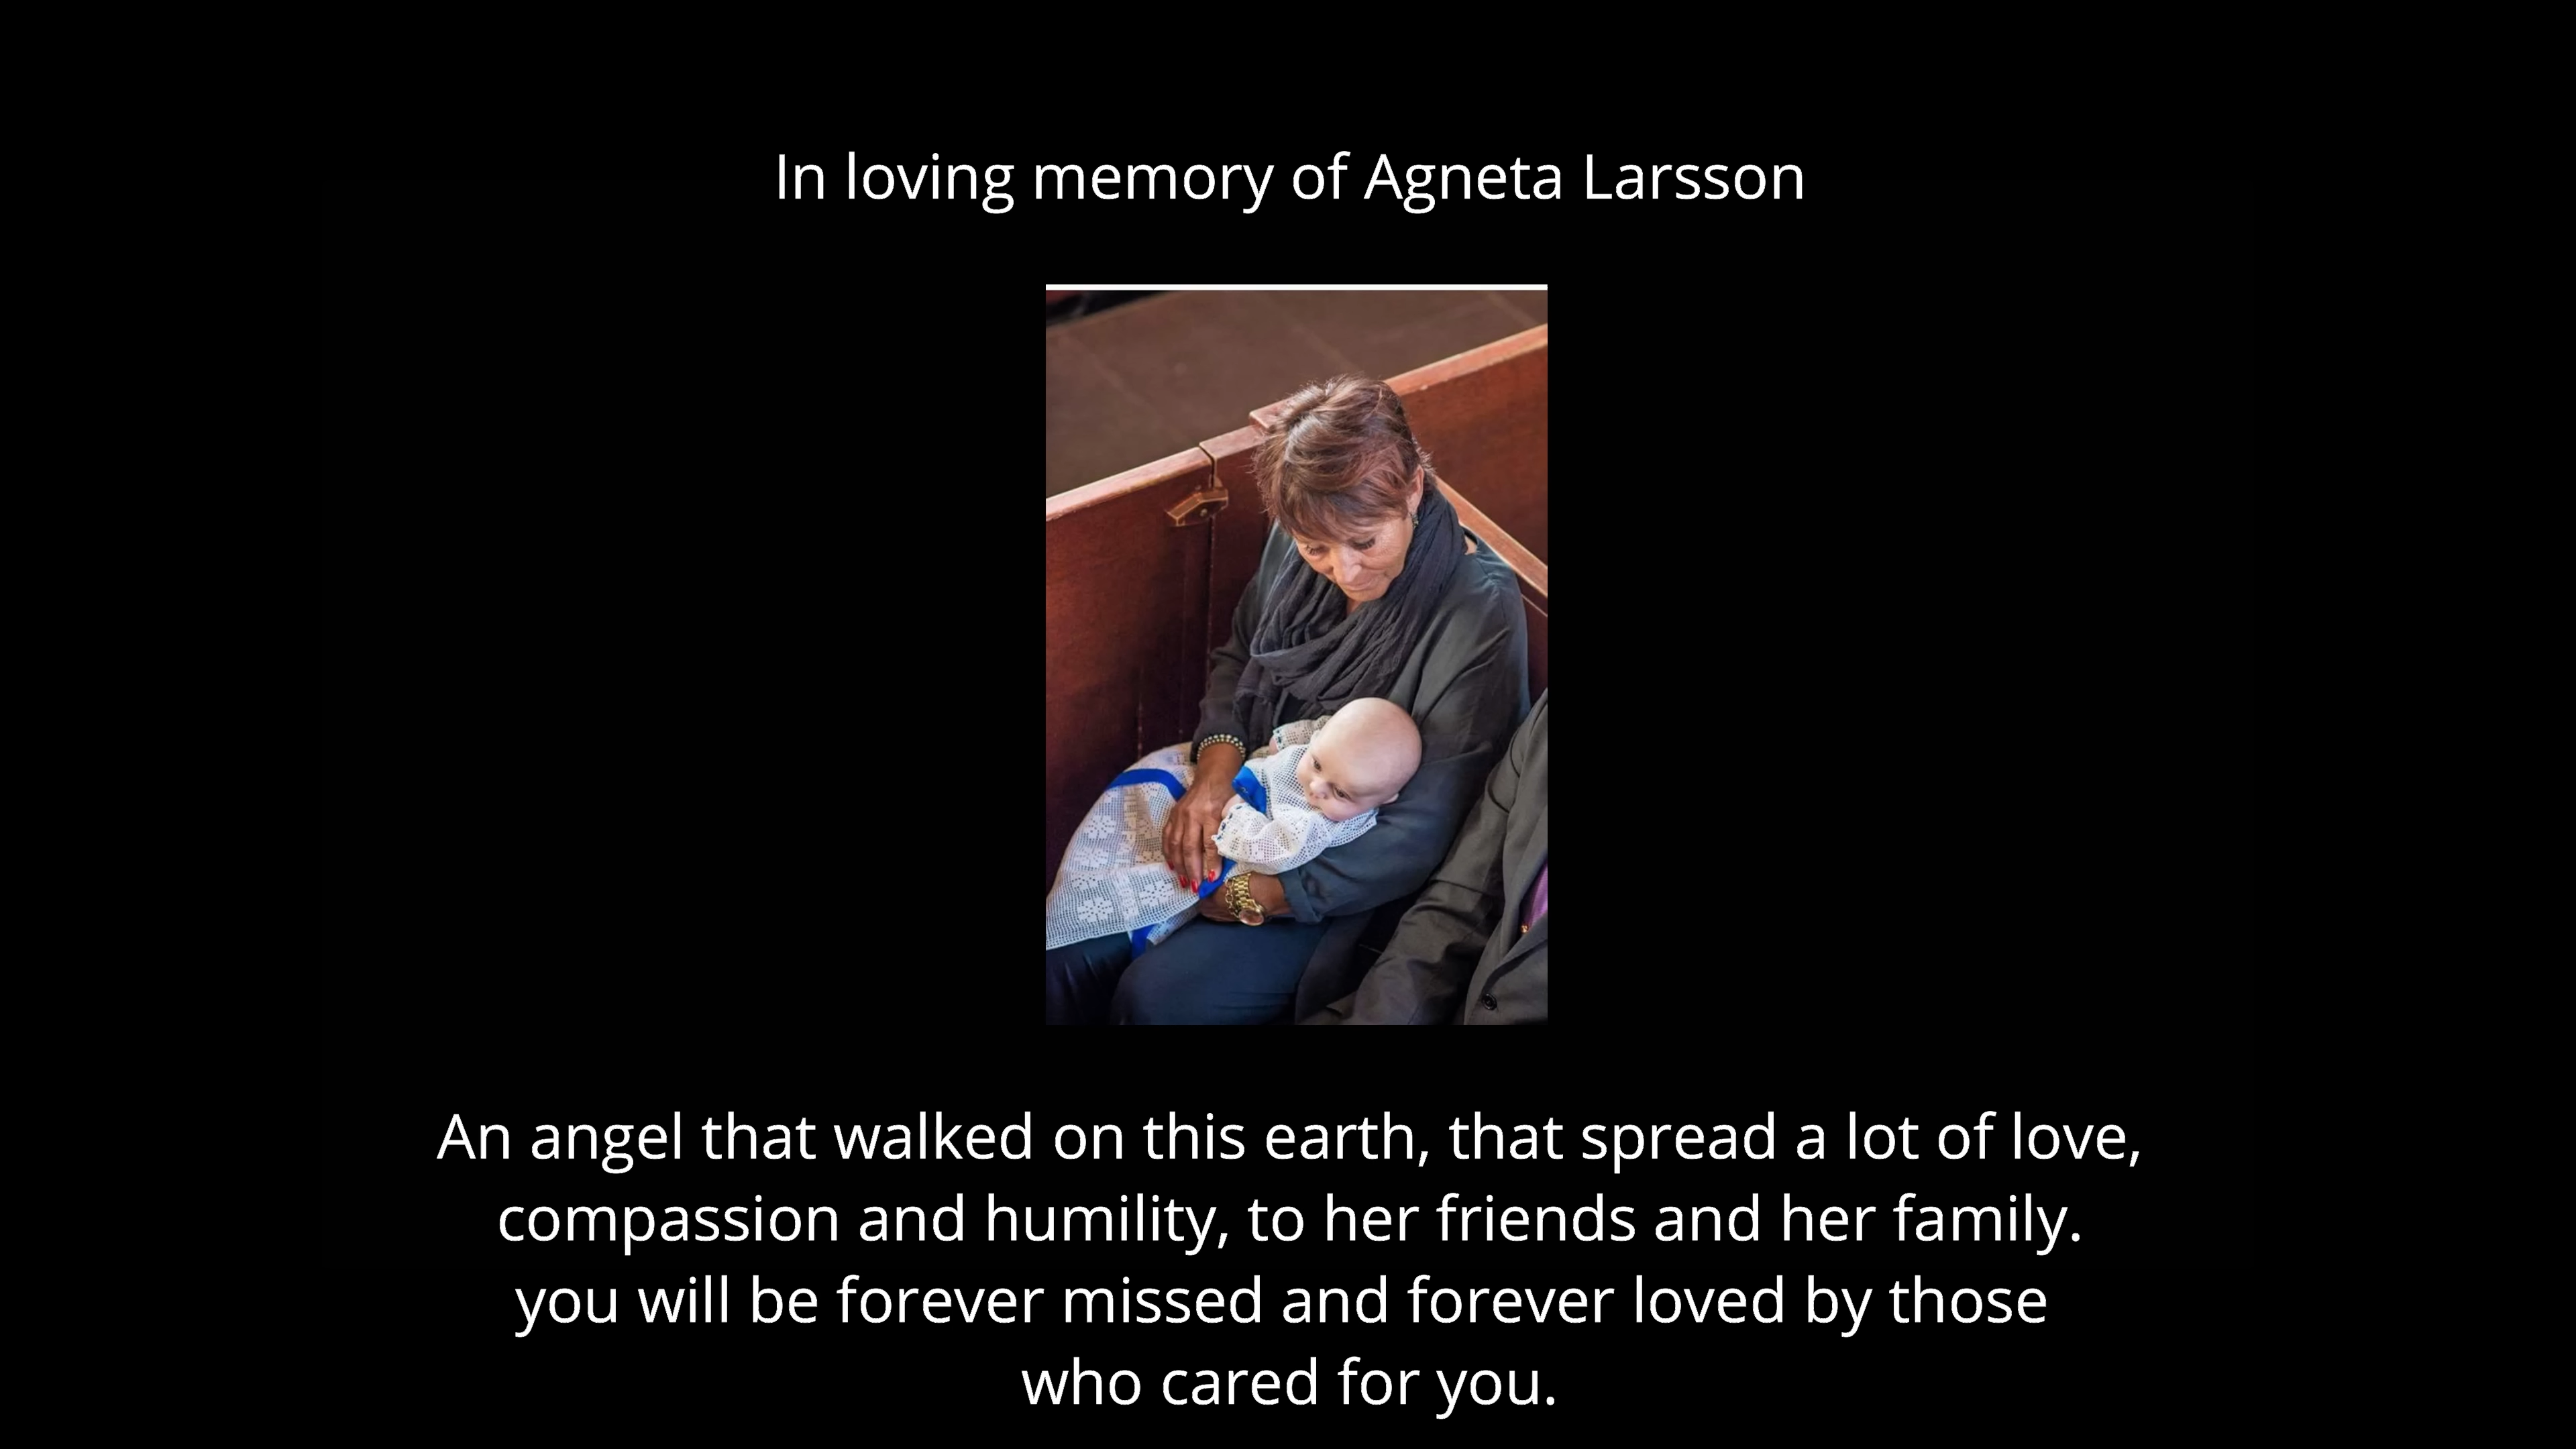 In loving memory of Agneta Larsson
An angel that walked on this earth, that spread a lot of love,
compassion and humility, to her friends and her family.
you will be forever missed and forever loved by those
who cared for you.